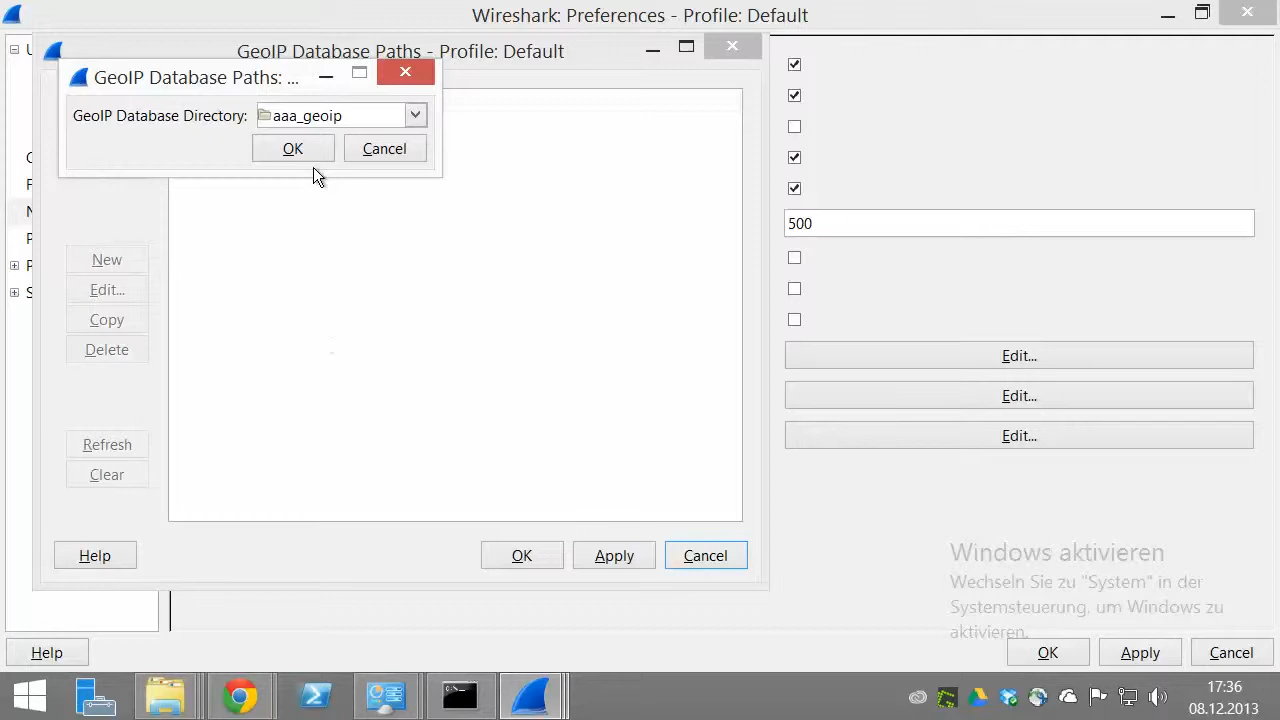 Wireshark: Preferences - Profile: Default
GeoIP Database Paths - Profile: Default
GeoIP Database Paths: ...
GeoIP Database Directory:
aaa_geoip
OK
Cancel
500
New
Edit...
Copy
Delete
Refresh
Clear
Edit...
Edit...
Edit...
Help
OK
Apply
Cancel
Windows aktivieren
Wechseln Sie zu "System" in der
Systemsteuerung, um Windows zu
aktivieren.
Help
OK
Apply
Cancel
17:36
08.12.2013